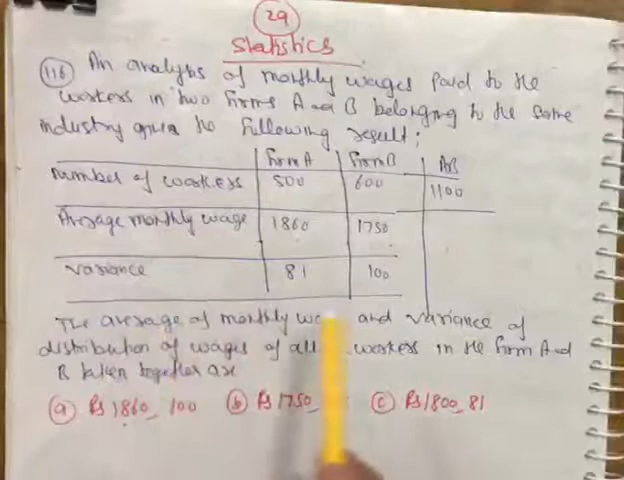 29
Statistics
116 An analysis of monthly wages paid to the
workers in two firms A and B belonging to the same
industry given the following result:
Firm A Firm B AB
Number of workers 500 600 1100
Average monthly wage 1860 1750
variance 81 100
The average of monthly and variance of
distribution of wages of all workers in the firm A and
B taken together are
(a) Rs 1860, 100 (b) Rs 1750, (c) Rs 1800, 81